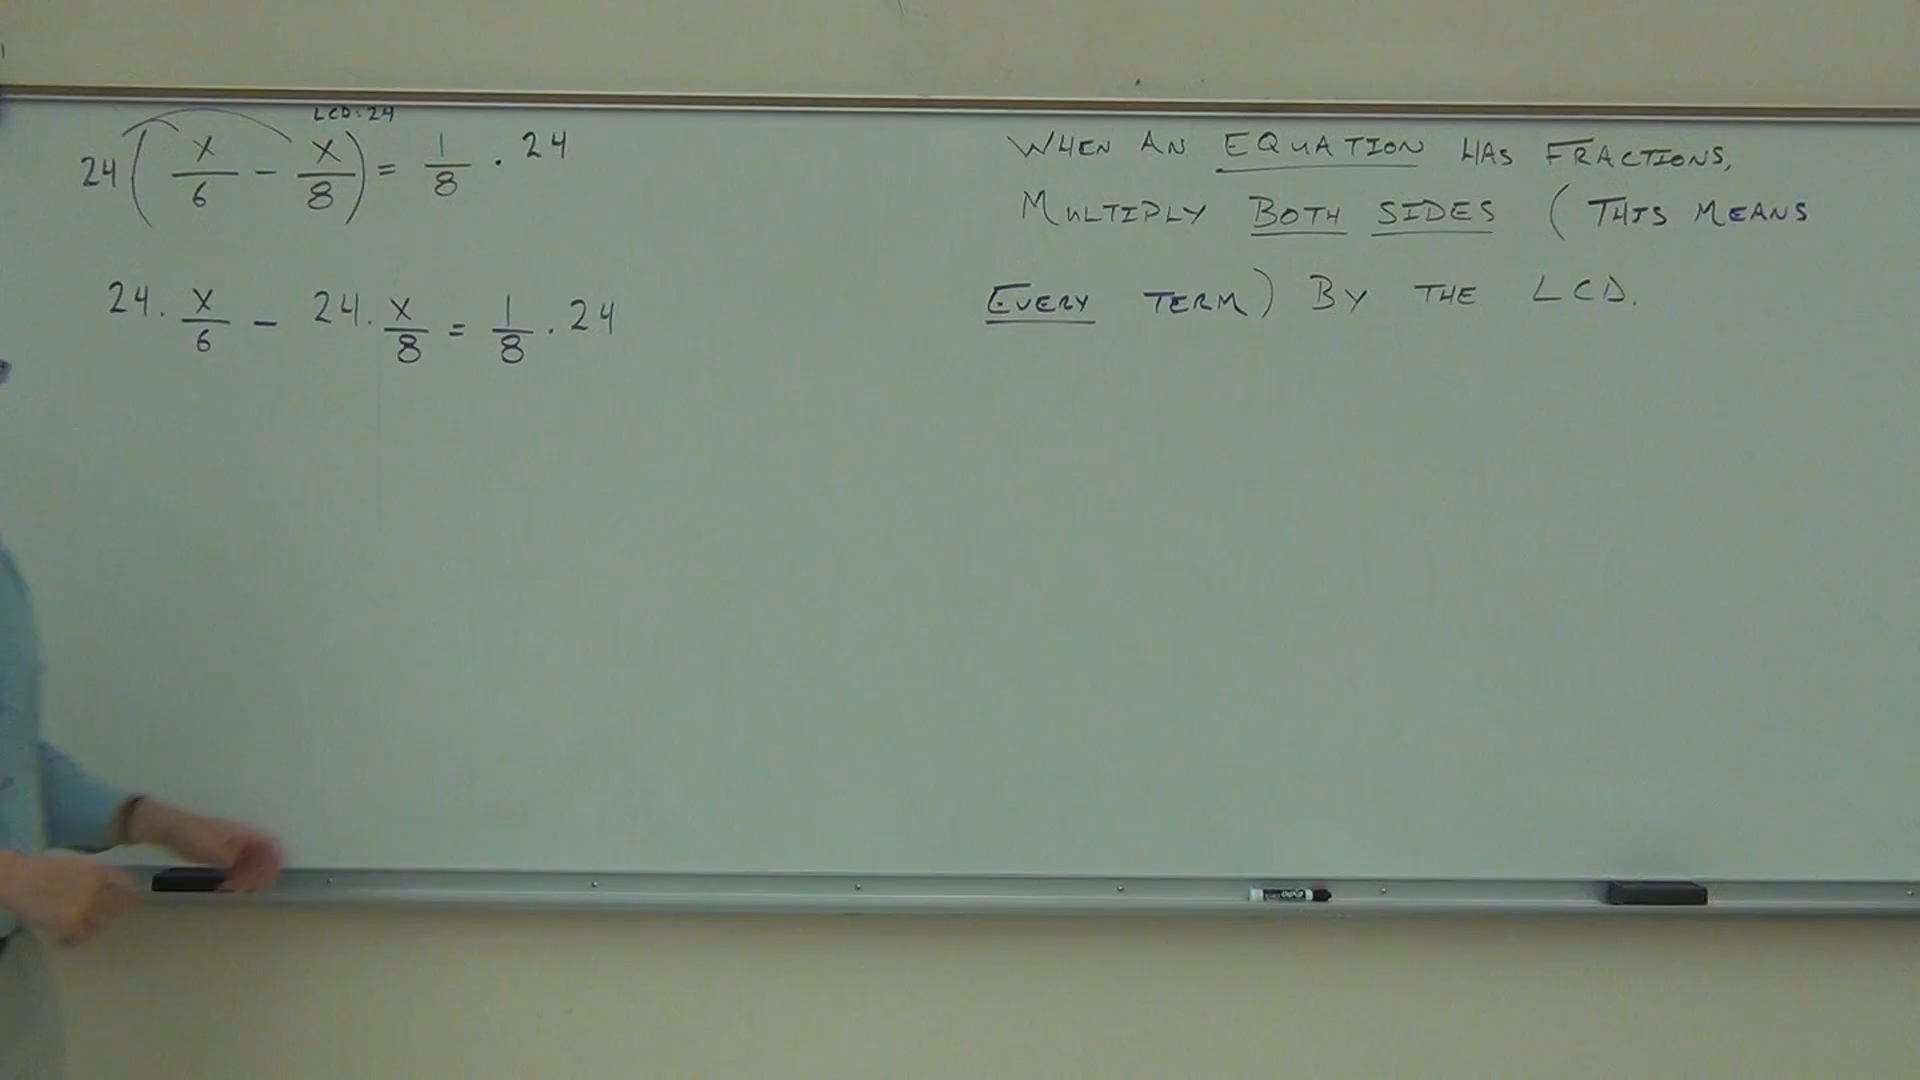 LCD: 24
24 ( x/6 - x/8 ) = 1/8 · 24
24 · x/6 - 24 · x/8 = 1/8 · 24
WHEN AN EQUATION HAS FRACTIONS,
MULTIPLY BOTH SIDES ( THIS MEANS
EVERY TERM ) BY THE LCD.